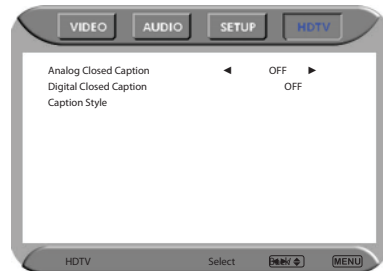 VIDEO AUDIO SETUP HDTV
Analog Closed Caption ◄ OFF ►
Digital Closed Caption OFF
Caption Style
HDTV Select MENU